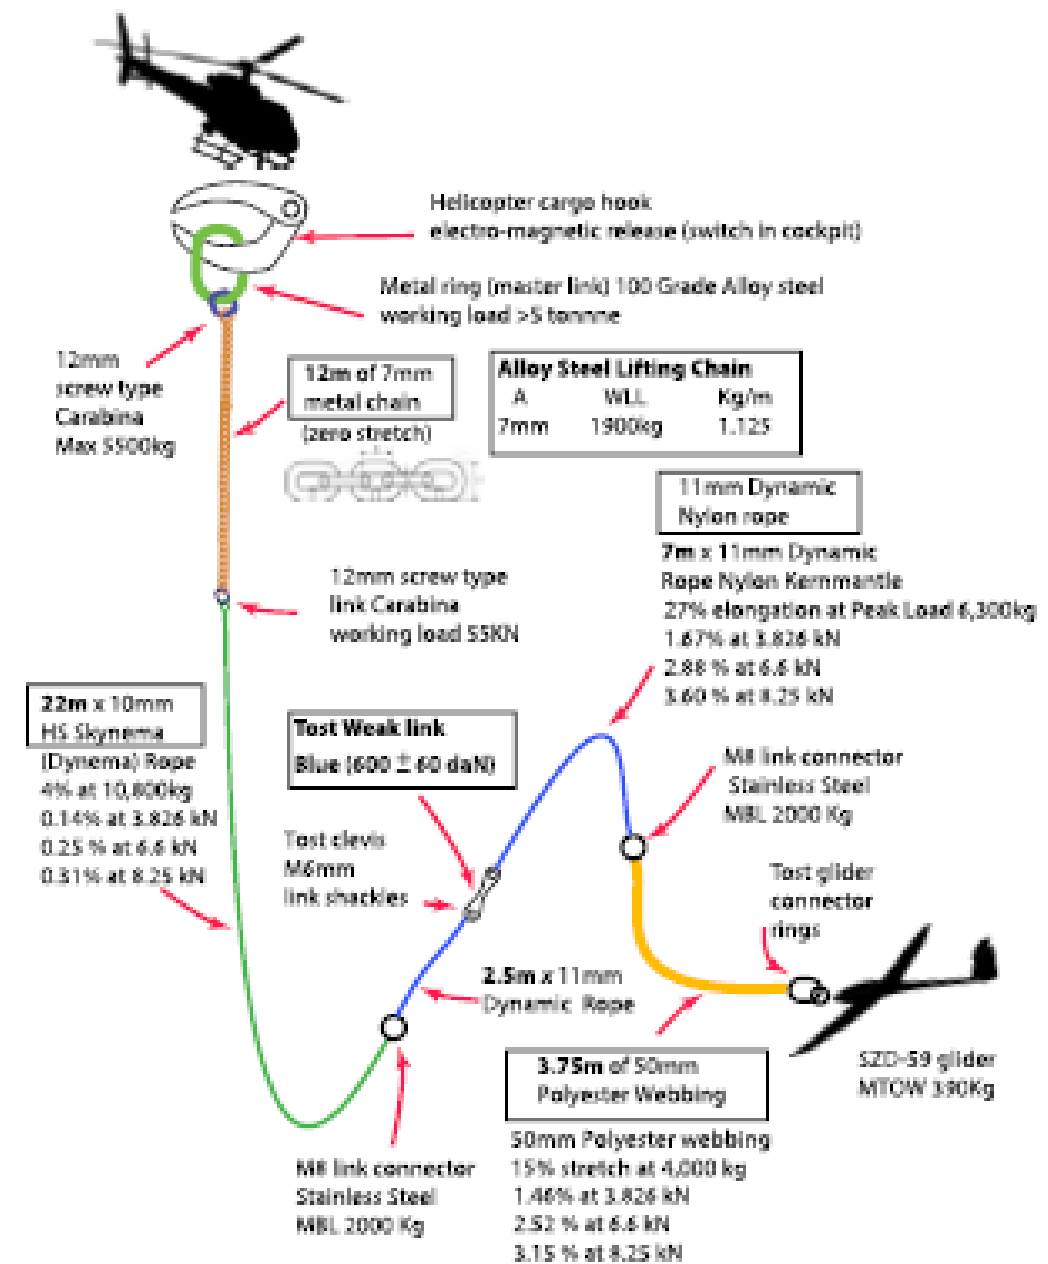 Helicopter cargo hook
electro-magnetic release (switch in cockpit)
Metal ring (master link) 100 Grade Alloy steel
working load >5 tonnne
12mm
screw type
Carabina
Max 5500kg
12m of 7mm
metal chain
(zero stretch)
Alloy Steel Lifting Chain
A WLL Kg/m
7mm 1900kg 1.125
11mm Dynamic
Nylon rope
7m x 11mm Dynamic
Rope Nylon Kernmantle
27% elongation at Peak Load 6,300kg
1.67% at 3.826 kN
2.88 % at 6.6 kN
3.60 % at 8.25 kN
12mm screw type
link Carabina
working load 55KN
22m x 10mm
HS Skynema
(Dynema) Rope
4% at 10,800kg
0.14% at 3.826 kN
0.25 % at 6.6 kN
0.31% at 8.25 kN
Tost Weak link
Blue (600 ± 60 daN)
M8 link connector
Stainless Steel
MBL 2000 Kg
Tost clevis
M6mm
link shackles
Tost glider
connector
rings
2.5m x 11mm
Dynamic Rope
3.75m of 50mm
Polyester Webbing
SZD-59 glider
MTOW 390Kg
50mm Polyester webbing
15% stretch at 4,000 kg
1.46% at 3.826 kN
2.52 % at 6.6 kN
3.15 % at 8.25 kN
M8 link connector
Stainless Steel
MBL 2000 Kg